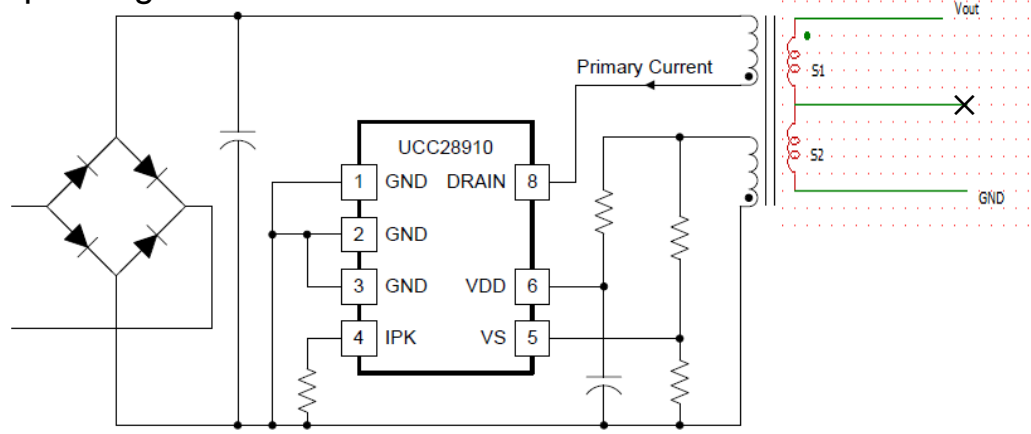 Vout
Primary Current
S1
UCC28910
1 GND DRAIN 8
S2
GND
2 GND
3 GND VDD 6
4 IPK VS 5